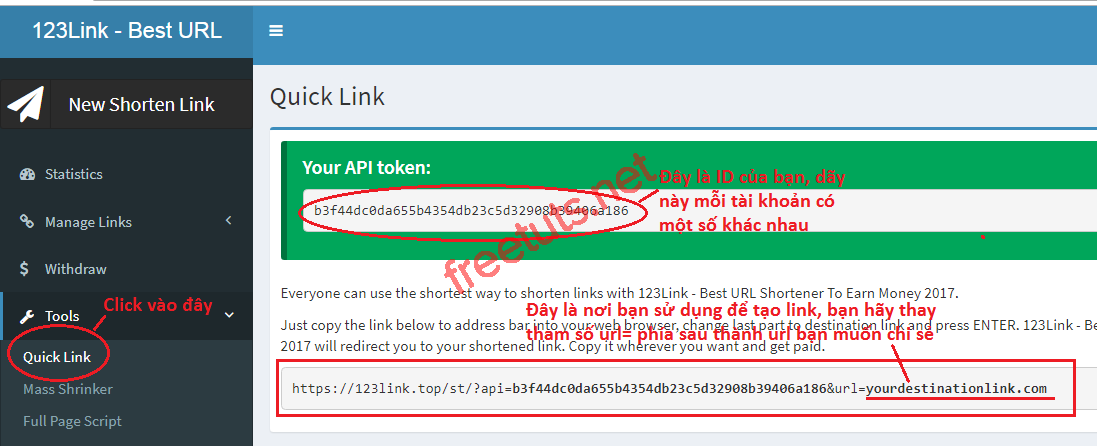 123Link - Best URL
New Shorten Link
Statistics
Manage Links
Withdraw
Click vào đây
Tools
Quick Link
Mass Shrinker
Full Page Script
Quick Link
Your API token:
b3f44dc0da655b4354db23c5d32908b39406a186
Đây là ID của bạn, dãy
này mỗi tài khoản có
một số khác nhau
freetuts.net
Everyone can use the shortest way to shorten links with 123Link - Best URL Shortener To Earn Money 2017.
Đây là nơi bạn sử dụng để tạo link, bạn hãy thay
tham số url= phía sau thành url bạn muốn chi sẽ
Just copy the link below to address bar into your web browser, change last part to destination link and press ENTER. 123Link - Be
2017 will redirect you to your shortened link. Copy it wherever you want and get paid.
https://123link.top/st/?api=b3f44dc0da655b4354db23c5d32908b39406a186&url=yourdestinationlink.com